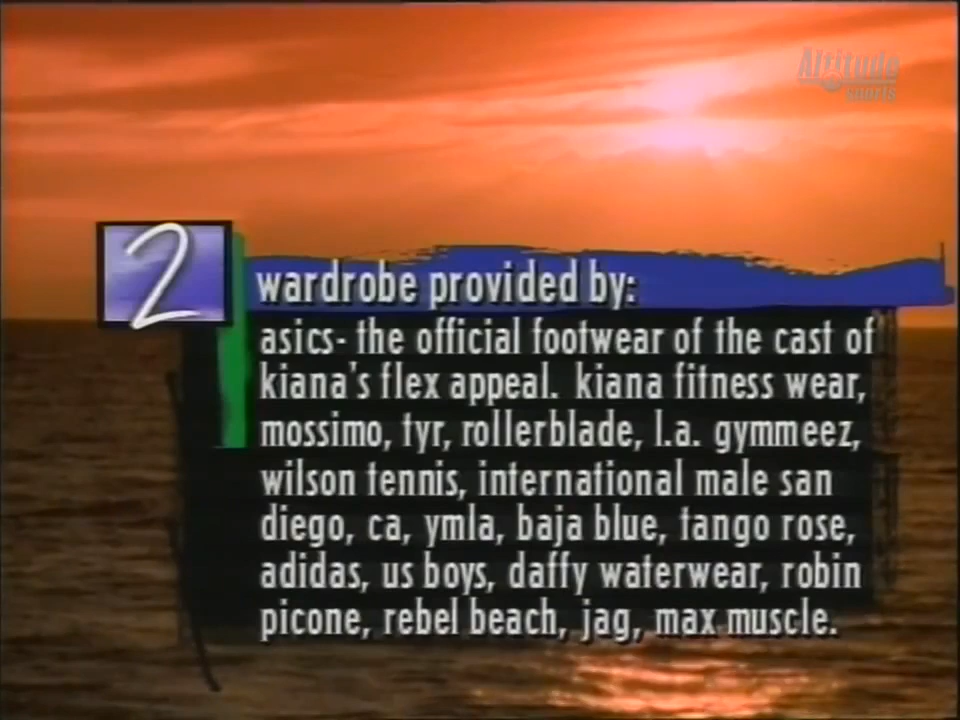 Altitude
sports
2
wardrobe provided by:
asics- the official footwear of the cast of
kiana's flex appeal. kiana fitness wear,
mossimo, tyr, rollerblade, l.a. gymmeez,
wilson tennis, international male san
diego, ca, ymla, baja blue, tango rose,
adidas, us boys, daffy waterwear, robin
picone, rebel beach, jag, max muscle.